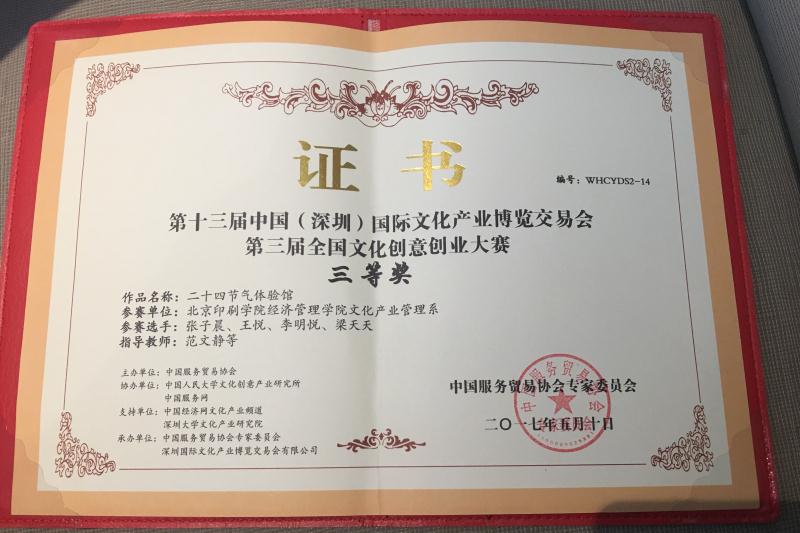 证书
编号：WHCYDS2-14
第十三届中国（深圳）国际文化产业博览交易会
第三届全国文化创意创业大赛
三等奖
作品名称：二十四节气体验馆
参赛单位：北京印刷学院经济管理学院文化产业管理系
参赛选手：张子晨、王悦、李明悦、梁天天
指导教师：范文静等
主办单位：中国服务贸易协会
协办单位：中国人民大学文化创意产业研究所
中国服务网
支持单位：中国经济网文化产业频道
深圳大学文化产业研究院
承办单位：中国服务贸易协会专家委员会
深圳国际文化产业博览交易会有限公司
中国服务贸易协会专家委员会
二〇一七年五月十日
中国服务贸易协会